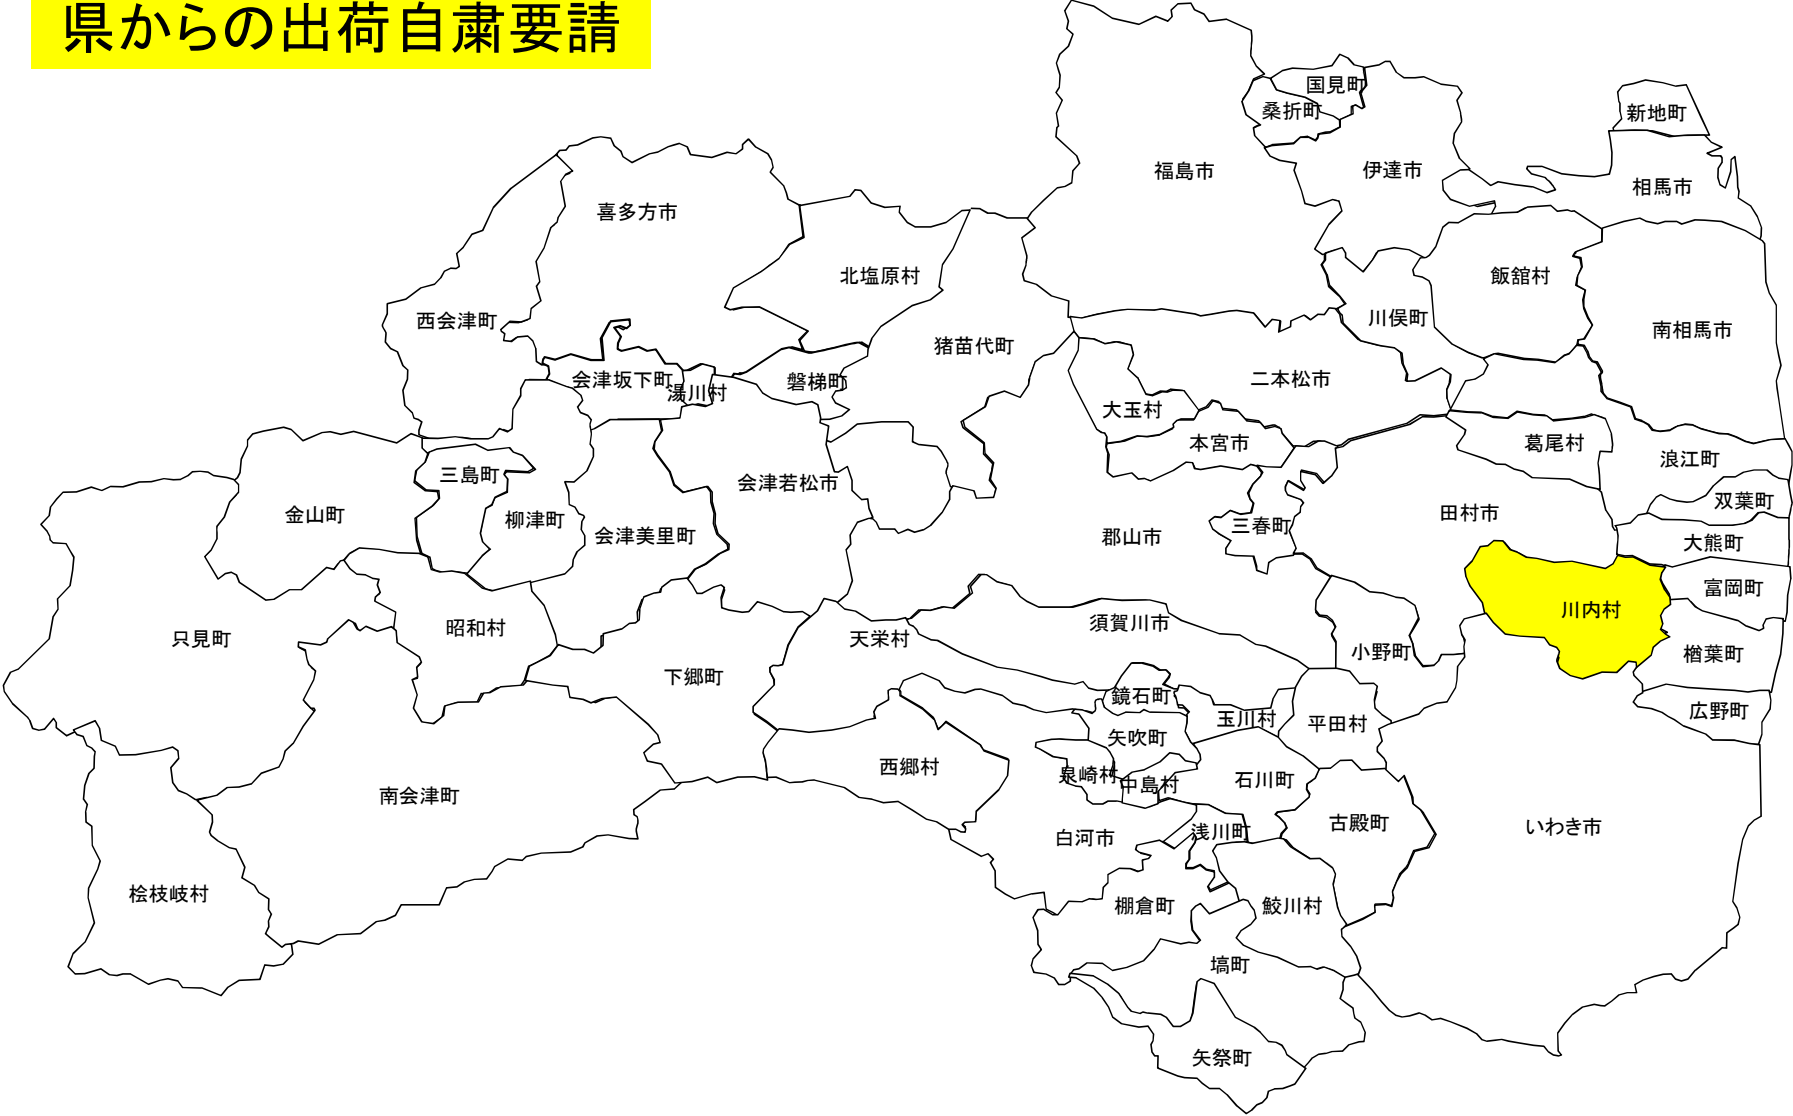 県からの出荷自粛要請
国見町
桑折町
新地町
福島市
伊達市
相馬市
喜多方市
北塩原村
飯舘村
西会津町
川俣町
南相馬市
猪苗代町
会津坂下町
湯川村
磐梯町
二本松市
大玉村
本宮市
葛尾村
浪江町
三島町
会津若松市
双葉町
金山町
柳津町
会津美里町
郡山市
三春町
田村市
大熊町
富岡町
川内村
只見町
昭和村
天栄村
須賀川市
小野町
楢葉町
下郷町
鏡石町
玉川村
平田村
広野町
矢吹町
西郷村
泉崎村
中島村
石川町
南会津町
白河市
浅川町
古殿町
いわき市
桧枝岐村
棚倉町
鮫川村
塙町
矢祭町